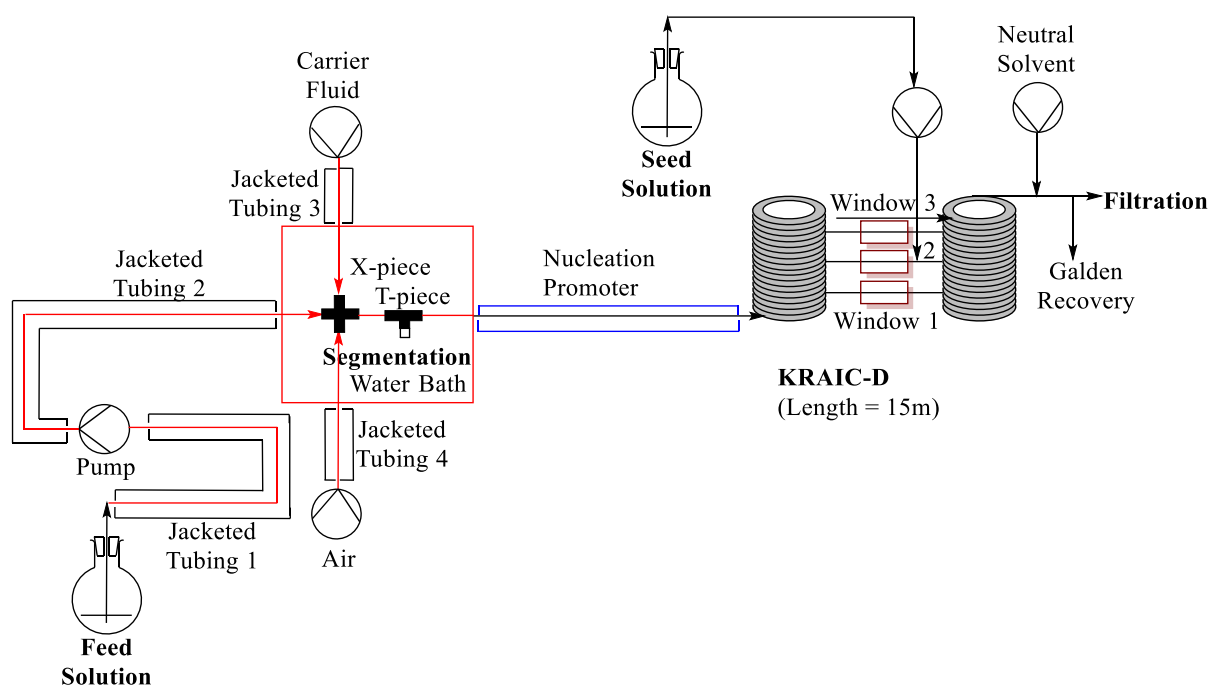 Carrier
Fluid
Neutral
Solvent
Seed
Solution
Jacketed
Tubing 3
Window 3
Filtration
Jacketed
Tubing 2
X-piece
T-piece
Nucleation
Promoter
2
Galden
Recovery
Window 1
Segmentation
Water Bath
KRAIC-D
(Length = 15m)
Pump
Jacketed
Tubing 4
Jacketed
Tubing 1
Air
Feed
Solution